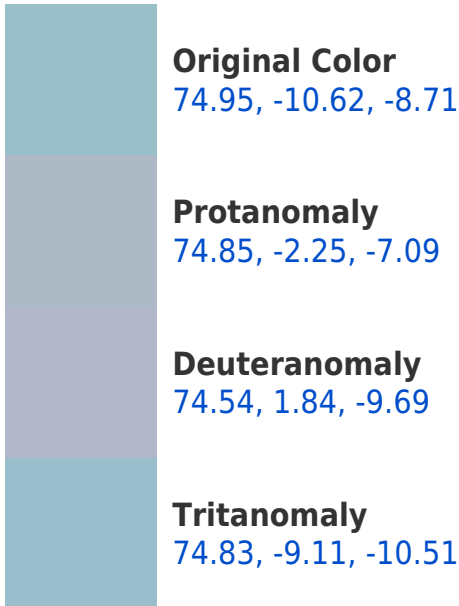 Original Color
74.95, -10.62, -8.71
Protanomaly
74.85, -2.25, -7.09
Deuteranomaly
74.54, 1.84, -9.69
Tritanomaly
74.83, -9.11, -10.51